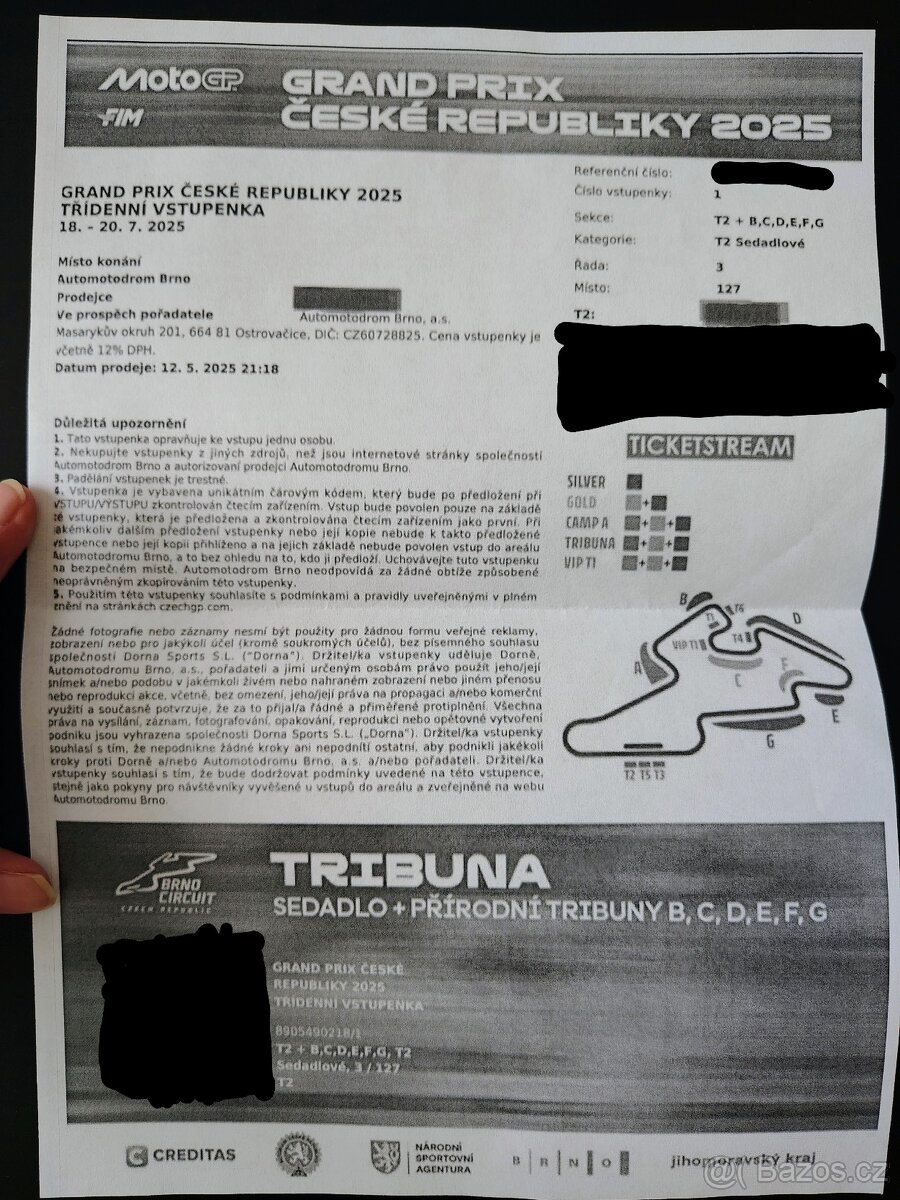 MotoGP
FIM
GRAND PRIX
ČESKÉ REPUBLIKY 2025
GRAND PRIX ČESKÉ REPUBLIKY 2025
TŘÍDENNÍ VSTUPENKA
18. - 20. 7. 2025
Referenční číslo:
Číslo vstupenky: 1
Sekce: T2 + B,C,D,E,F,G
Kategorie: T2 Sedadlové
Řada: 3
Místo: 127
T2:
Místo konání
Automotodrom Brno
Prodejce
Ve prospěch pořadatele Automotodrom Brno, a.s.
Masarykův okruh 201, 664 81 Ostrovačice, DIČ: CZ60728825. Cena vstupenky je
včetně 12% DPH.
Datum prodeje: 12. 5. 2025 21:18
Důležitá upozornění
1. Tato vstupenka opravňuje ke vstupu jednu osobu.
2. Nekupujte vstupenky z jiných zdrojů, než jsou internetové stránky společnosti
Automotodrom Brno a autorizovaní prodejci Automotodromu Brno.
3. Padělání vstupenek je trestné.
4. Vstupenka je vybavena unikátním čárovým kódem, který bude po předložení při
VSTUPU/VÝSTUPU zkontrolován čtecím zařízením. Vstup bude povolen pouze na základě
té vstupenky, která je předložena a zkontrolována čtecím zařízením jako první. Při
jakémkoliv dalším předložení vstupenky nebo její kopie nebude k takto předložené
vstupence nebo její kopii přihlíženo a na jejich základě nebude povolen vstup do areálu
Automotodromu Brno, a to bez ohledu na to, kdo ji předloží. Uchovávejte tuto vstupenku
na bezpečném místě. Automotodrom Brno neodpovídá za žádné obtíže způsobené
neoprávněným zkopírováním této vstupenky.
5. Použitím této vstupenky souhlasíte s podmínkami a pravidly uveřejněnými v plném
znění na stránkách czechgp.com.
Žádné fotografie nebo záznamy nesmí být použity pro žádnou formu veřejné reklamy,
zobrazení nebo pro jakýkoli účel (kromě soukromých účelů), bez písemného souhlasu
společnosti Dorna Sports S.L. ("Dorna"). Držitel/ka vstupenky uděluje Dorně,
Automotodromu Brno, a.s., pořadateli a jimi určeným osobám právo použít jeho/její
snímek a/nebo podobu v jakémkoli živém nebo nahraném zobrazení nebo jiném přenosu
nebo reprodukci akce, včetně, bez omezení, jeho/její práva na propagaci a/nebo komerční
využití a současně potvrzuje, že za to přijal/a řádné a přiměřené protiplnění. Všechna
práva na vysílání, záznam, fotografování, opakování, reprodukci nebo opětovné vytvoření
podniku jsou vyhrazena společnosti Dorna Sports S.L. („Dorna"). Držitel/ka vstupenky
souhlasí s tím, že nepodnikne žádné kroky ani nepodnítí ostatní, aby podnikli jakékoli
kroky proti Dorně a/nebo Automotodromu Brno, a.s. a/nebo pořadateli. Držitel/ka
vstupenky souhlasí s tím, že bude dodržovat podmínky uvedené na této vstupence,
stejně jako pokyny pro návštěvníky vyvěšené u vstupů do areálu a zveřejněné na webu
Automotodromu Brno.
TICKETSTREAM
SILVER
GOLD +
CAMP A + +
TRIBUNA + +
VIP T1 + +
B
T6
T1
D
VIP T1
T4
A
C
F
E
G
T2 T5 T3
BRNO
CIRCUIT
CZECH REPUBLIC
TRIBUNA
SEDADLO + PŘÍRODNÍ TRIBUNY B, C, D, E, F, G
GRAND PRIX ČESKÉ
REPUBLIKY 2025
TŘÍDENNÍ VSTUPENKA
8905490218/1
T2 + B,C,D,E,F,G, T2
Sedadlové, 3 / 127
T2
CREDITAS
NÁRODNÍ
SPORTOVNÍ
AGENTURA
BRNO
jihomoravský kraj
Bazos.cz